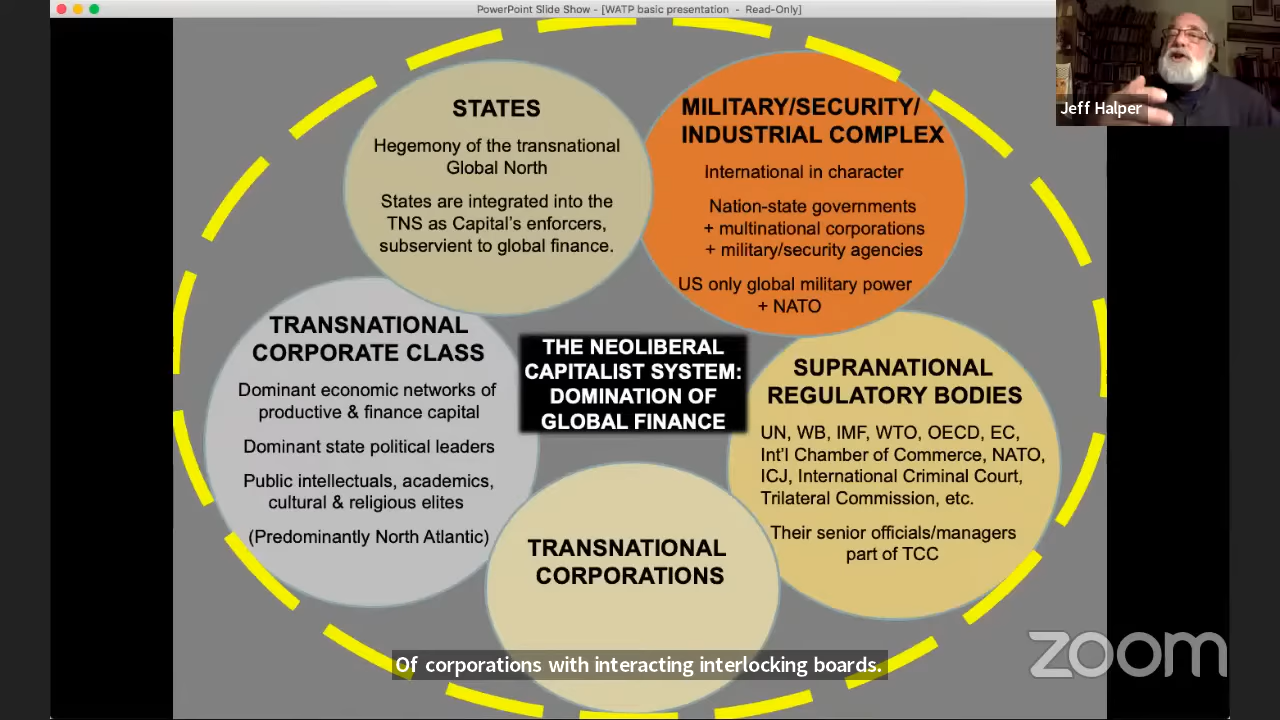 PowerPoint Slide Show - [WATP basic presentation - Read-Only]
Jeff Halper
STATES
Hegemony of the transnational
Global North
States are integrated into the
TNS as Capital's enforcers,
subservient to global finance.
MILITARY/SECURITY/
INDUSTRIAL COMPLEX
International in character
Nation-state governments
+ multinational corporations
+ military/security agencies
US only global military power
+ NATO
TRANSNATIONAL
CORPORATE CLASS
Dominant economic networks of
productive & finance capital
Dominant state political leaders
Public intellectuals, academics,
cultural & religious elites
(Predominantly North Atlantic)
THE NEOLIBERAL
CAPITALIST SYSTEM:
DOMINATION OF
GLOBAL FINANCE
SUPRANATIONAL
REGULATORY BODIES
UN, WB, IMF, WTO, OECD, EC,
Int'l Chamber of Commerce, NATO,
ICJ, International Criminal Court,
Trilateral Commission, etc.
Their senior officials/managers
part of TCC
TRANSNATIONAL
CORPORATIONS
Of corporations with interacting interlocking boards.
zoom